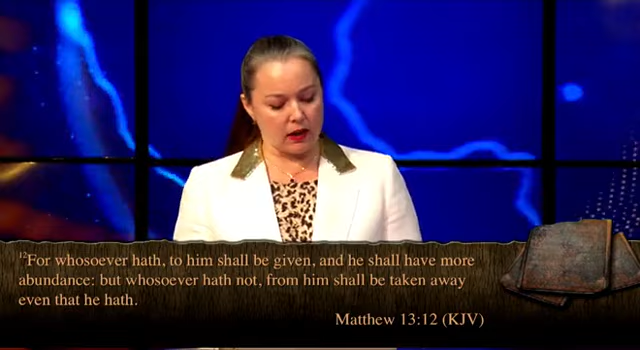 ¹²For whosoever hath, to him shall be given, and he shall have more
abundance: but whosoever hath not, from him shall be taken away
even that he hath.
Matthew 13:12 (KJV)